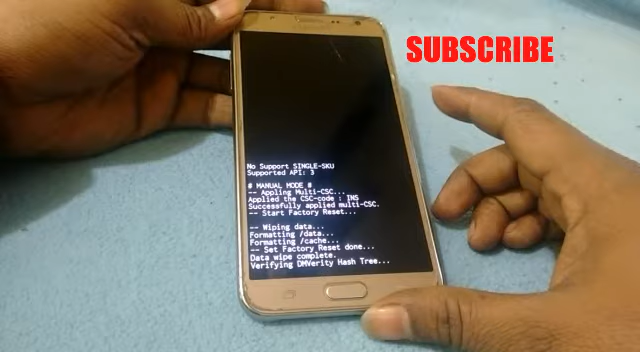 SUBSCRIBE
No Support SINGLE-SKU
Supported API: 3
# MANUAL MODE #
-- Appling Multi-CSC...
Applied the CSC-code : INS
Successfully applied multi-CSC.
-- Start Factory Reset...
-- Wiping data...
Formatting /data...
Formatting /cache...
-- Set Factory Reset done...
Data wipe complete.
Verifying DMVerity Hash Tree...